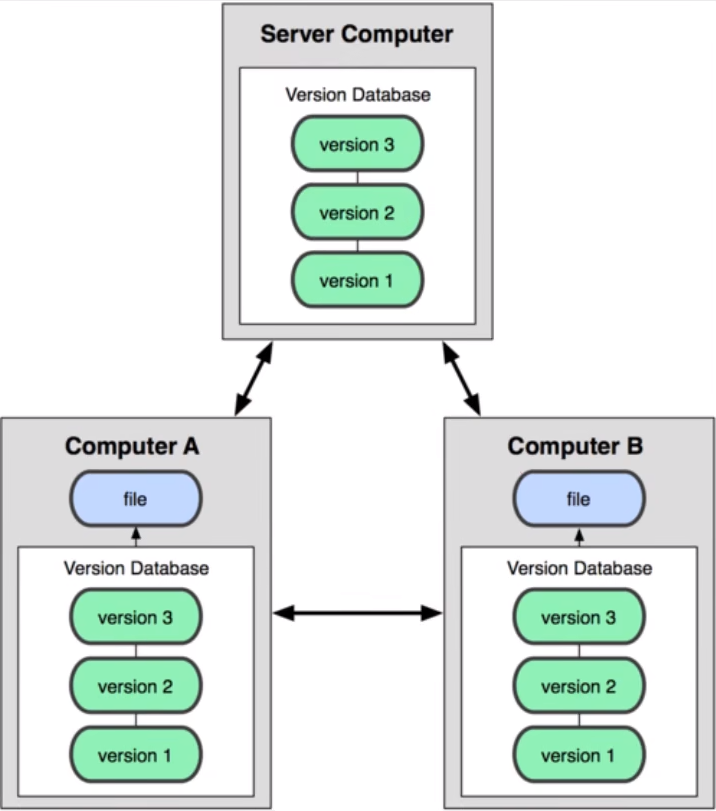 Server Computer
Version Database
version 3
version 2
version 1
Computer A
file
Version Database
version 3
version 2
version 1
Computer B
file
Version Database
version 3
version 2
version 1